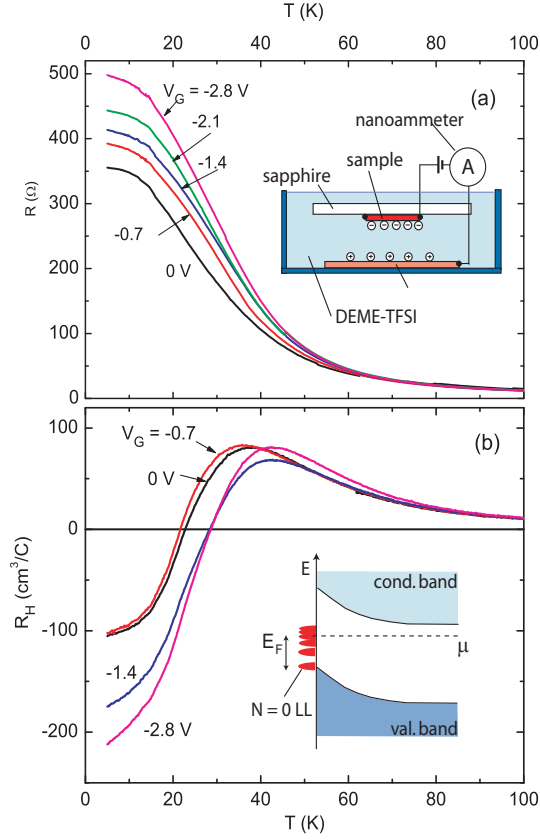 T (K)
0 20 40 60 80 100
500
400
300
200
100
0
R (Ω)
V_G = -2.8 V
-2.1
-1.4
-0.7
0 V
(a)
nanoammeter
A
sample
sapphire
DEME-TFSI
100
0
-100
-200
R_H (cm³/C)
V_G = -0.7
0 V
-1.4
-2.8 V
(b)
E
cond. band
E_F
μ
N = 0 LL
val. band
0 20 40 60 80 100
T (K)